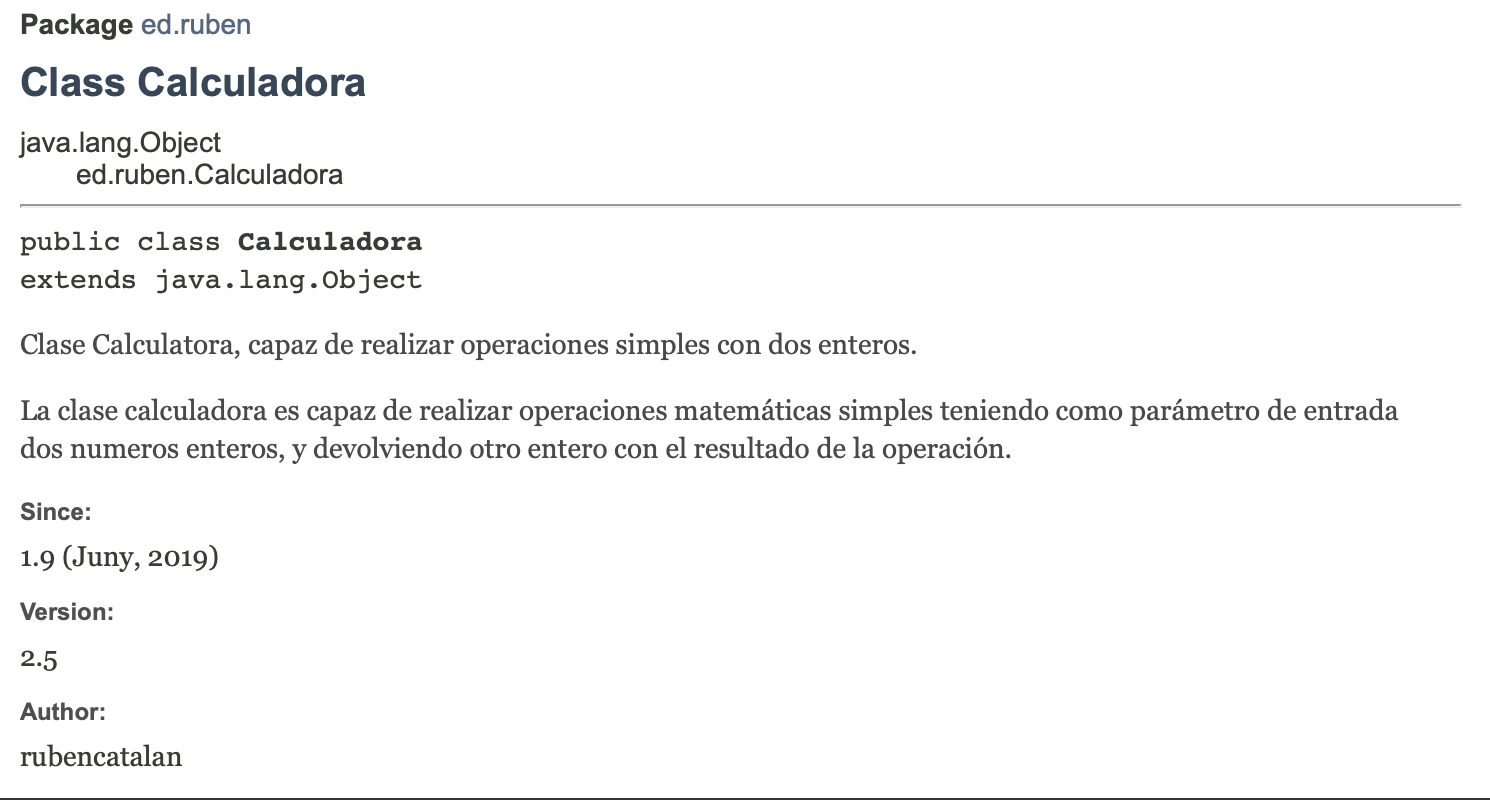 Package ed.ruben
Class Calculadora
java.lang.Object
ed.ruben.Calculadora
public class Calculadora
extends java.lang.Object
Clase Calculatora, capaz de realizar operaciones simples con dos enteros.
La clase calculadora es capaz de realizar operaciones matemáticas simples teniendo como parámetro de entrada
dos numeros enteros, y devolviendo otro entero con el resultado de la operación.
Since:
1.9 (Juny, 2019)
Version:
2.5
Author:
rubencatalan